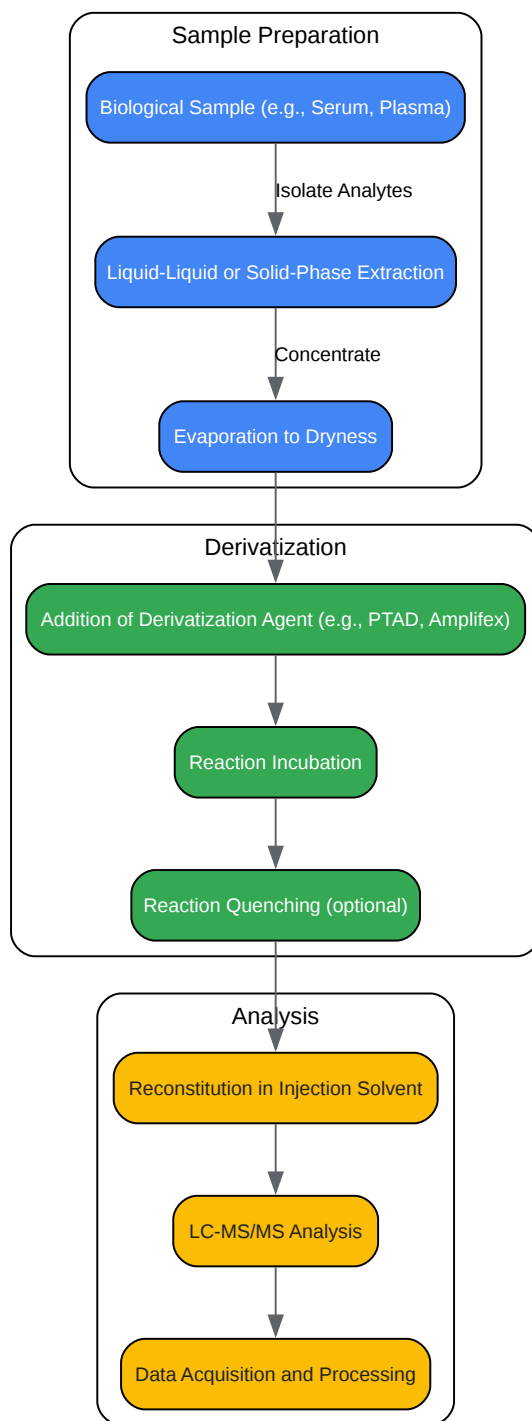 Sample Preparation
Biological Sample (e.g., Serum, Plasma)
Isolate Analytes
Liquid-Liquid or Solid-Phase Extraction
Concentrate
Evaporation to Dryness
Derivatization
Addition of Derivatization Agent (e.g., PTAD, Amplifex)
Reaction Incubation
Reaction Quenching (optional)
Analysis
Reconstitution in Injection Solvent
LC-MS/MS Analysis
Data Acquisition and Processing